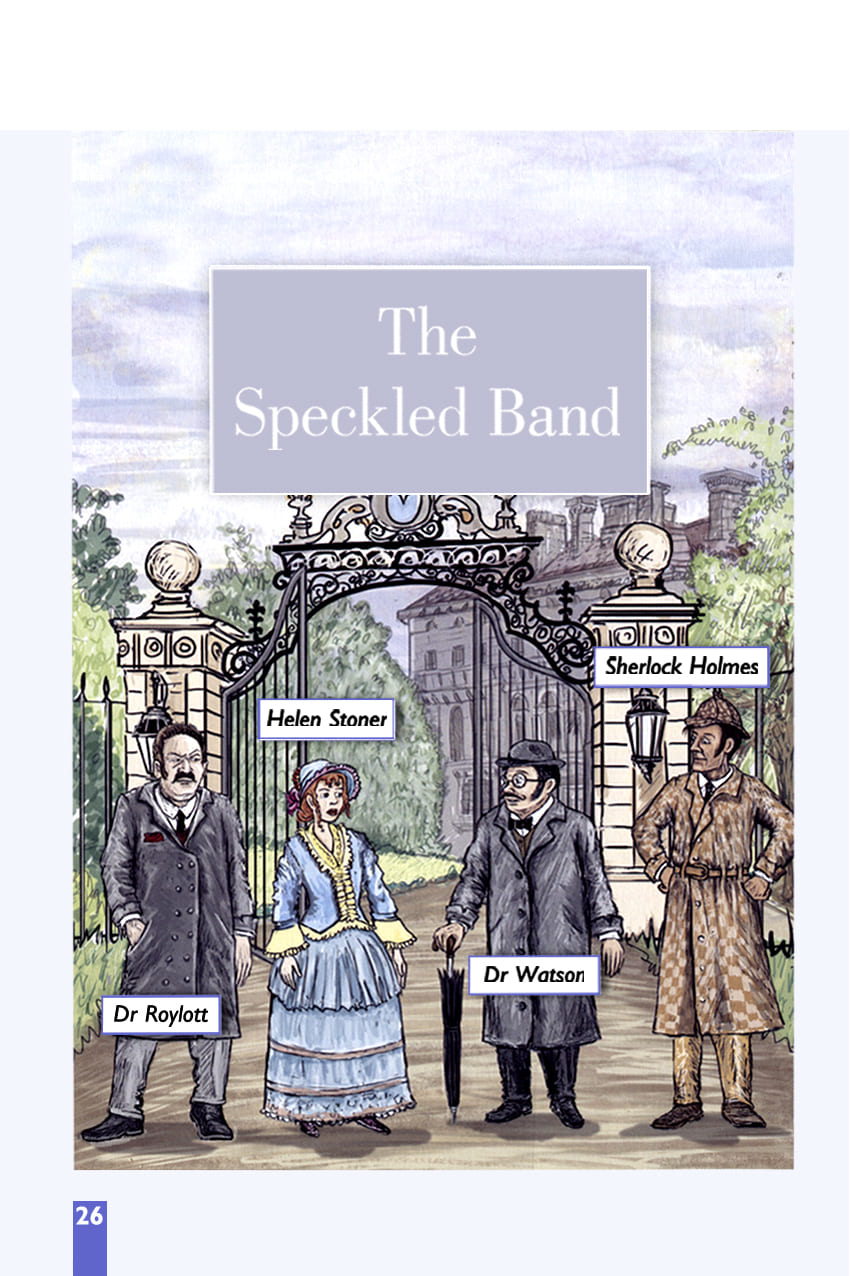 The
Speckled Band
Sherlock Holmes
Helen Stoner
Dr Watson
Dr Roylott
26